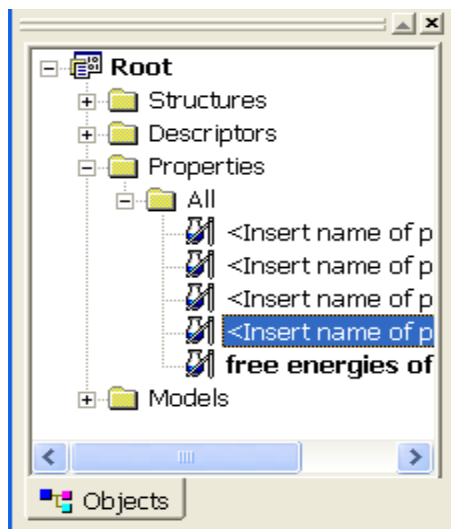 Root
Structures
Descriptors
Properties
All
<Insert name of p
<Insert name of p
<Insert name of p
<Insert name of p
free energies of
Models
Objects